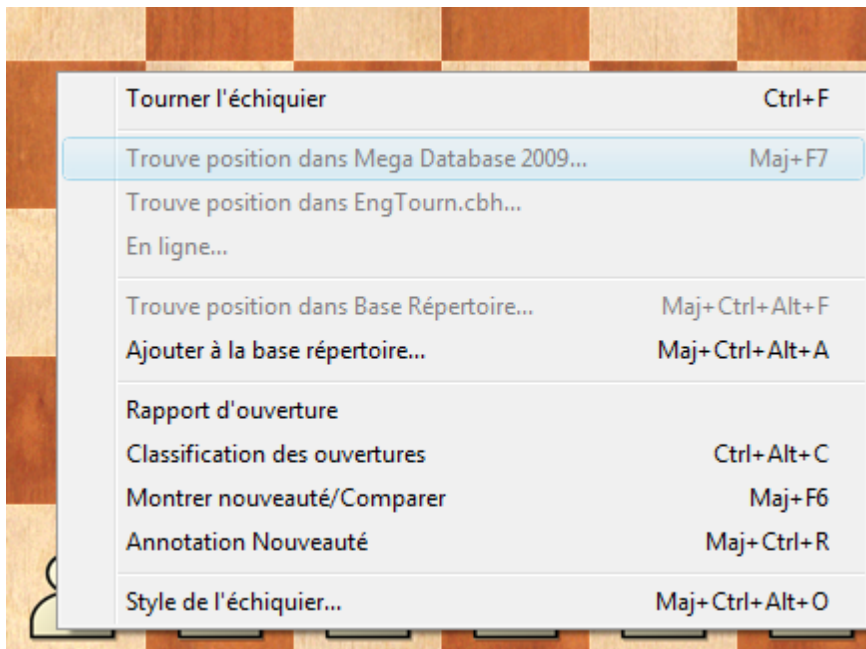 Tourner l'échiquier Ctrl+F
Trouve position dans Mega Database 2009... Maj+F7
Trouve position dans EngTourn.cbh...
En ligne...
Trouve position dans Base Répertoire... Maj+Ctrl+Alt+F
Ajouter à la base répertoire... Maj+Ctrl+Alt+A
Rapport d'ouverture
Classification des ouvertures Ctrl+Alt+C
Montrer nouveauté/Comparer Maj+F6
Annotation Nouveauté Maj+Ctrl+R
Style de l'échiquier... Maj+Ctrl+Alt+O